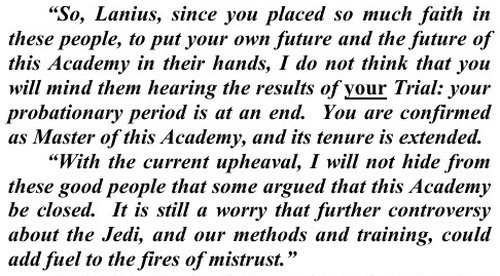 “So, Lanius, since you placed so much faith in
these people, to put your own future and the future of
this Academy in their hands, I do not think that you
will mind them hearing the results of your Trial: your
probationary period is at an end.  You are confirmed
as Master of this Academy, and its tenure is extended.
“With the current upheaval, I will not hide from
these good people that some argued that this Academy
be closed.  It is still a worry that further controversy
about the Jedi, and our methods and training, could
add fuel to the fires of mistrust.”